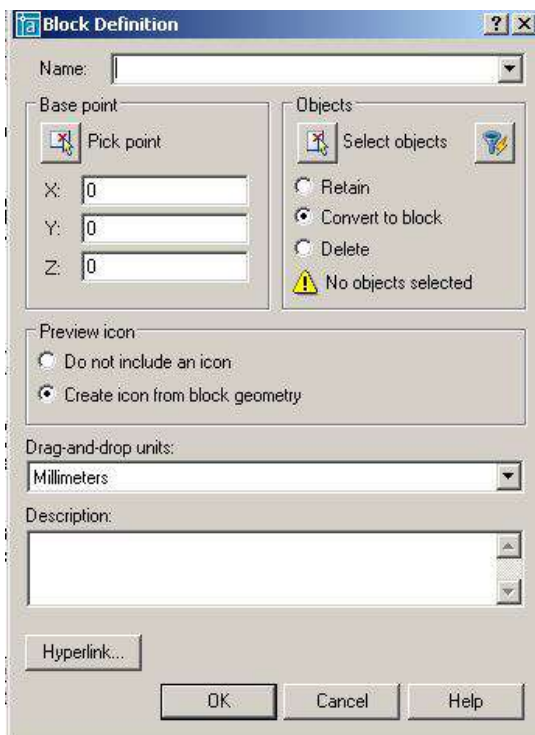 Block Definition
Name:
Base point
Pick point
X: 0
Y: 0
Z: 0
Objects
Select objects
Retain
Convert to block
Delete
No objects selected
Preview icon
Do not include an icon
Create icon from block geometry
Drag-and-drop units:
Millimeters
Description:
Hyperlink...
OK Cancel Help